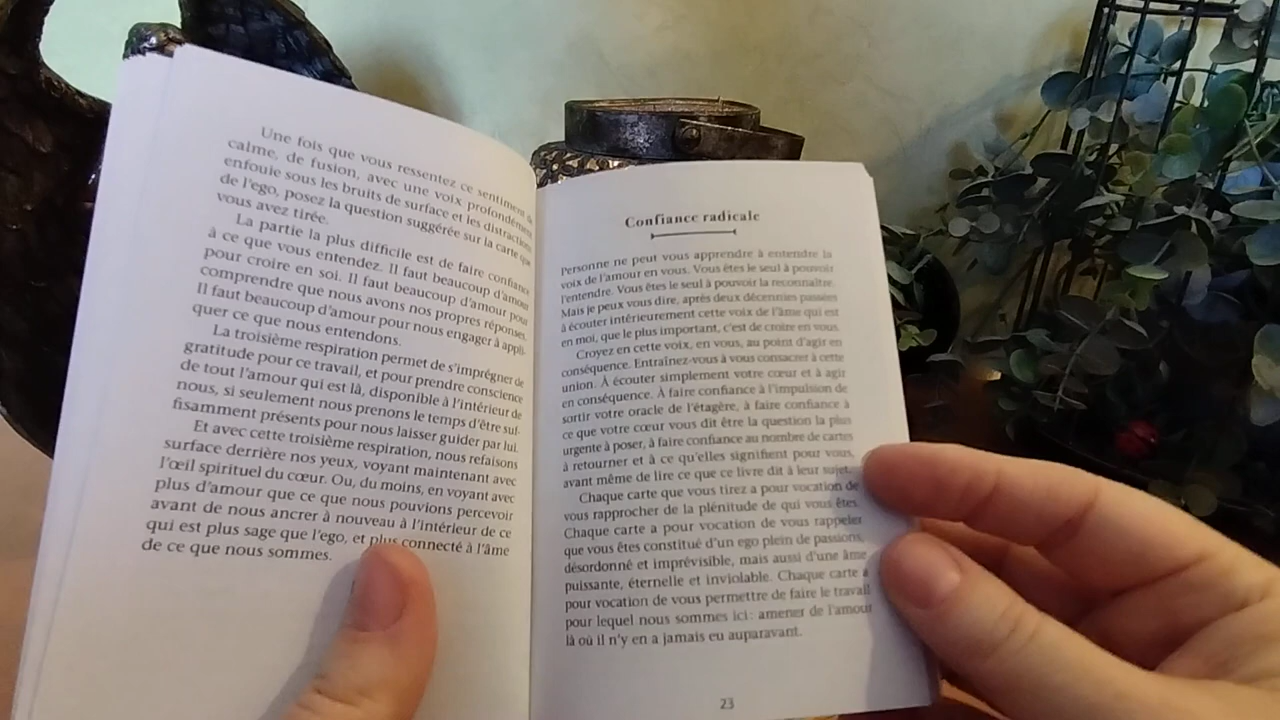 Une fois que vous ressentez ce sentiment de
calme, de fusion, avec une voix profondément
enfouie sous les bruits de surface et les distractions
de l'ego, posez la question suggérée sur la carte que
vous avez tirée.
La partie la plus difficile est de faire confiance
à ce que vous entendez. Il faut beaucoup d'amour
pour croire en soi. Il faut beaucoup d'amour pour
comprendre que nous avons nos propres réponses.
Il faut beaucoup d'amour pour nous engager à appli-
quer ce que nous entendons.
La troisième respiration permet de s'imprégner de
gratitude pour ce travail, et pour prendre conscience
de tout l'amour qui est là, disponible à l'intérieur de
nous, si seulement nous prenons le temps d'être suf-
fisamment présents pour nous laisser guider par lui.
Et avec cette troisième respiration, nous refaisons
surface derrière nos yeux, voyant maintenant avec
l'œil spirituel du cœur. Ou, du moins, en voyant avec
plus d'amour que ce que nous pouvions percevoir
avant de nous ancrer à nouveau à l'intérieur de ce
qui est plus sage que l'ego, et plus connecté à l'âme
de ce que nous sommes.
Confiance radicale
Personne ne peut vous apprendre à entendre la
voix de l'amour en vous. Vous êtes le seul à pouvoir
l'entendre. Vous êtes le seul à pouvoir la reconnaître.
Mais je peux vous dire, après deux décennies passées
à écouter intérieurement cette voix de l'âme qui est
en moi, que le plus important, c'est de croire en vous.
Croyez en cette voix, en vous, au point d'agir en
conséquence. Entraînez-vous à vous consacrer à cette
union. À écouter simplement votre cœur et à agir
en conséquence. À faire confiance à l'impulsion de
sortir votre oracle de l'étagère, à faire confiance à
ce que votre cœur vous dit être la question la plus
urgente à poser, à faire confiance au nombre de cartes
à retourner et à ce qu'elles signifient pour vous,
avant même de lire ce que ce livre dit à leur sujet.
Chaque carte que vous tirez a pour vocation de
vous rapprocher de la plénitude de qui vous êtes.
Chaque carte a pour vocation de vous rappeler
que vous êtes constitué d'un ego plein de passions,
désordonné et imprévisible, mais aussi d'une âme
puissante, éternelle et inviolable. Chaque carte a
pour vocation de vous permettre de faire le travail
pour lequel nous sommes ici : amener de l'amour
là où il n'y en a jamais eu auparavant.
23